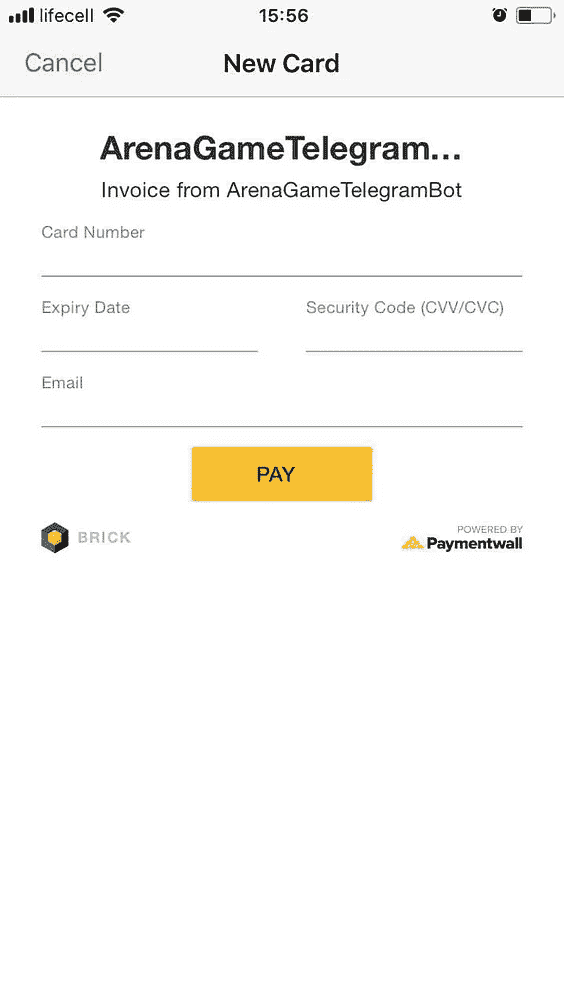 lifecell 15:56
Cancel New Card
ArenaGameTelegram...
Invoice from ArenaGameTelegramBot
Card Number
Expiry Date Security Code (CVV/CVC)
Email
PAY
BRICK POWERED BY
Paymentwall